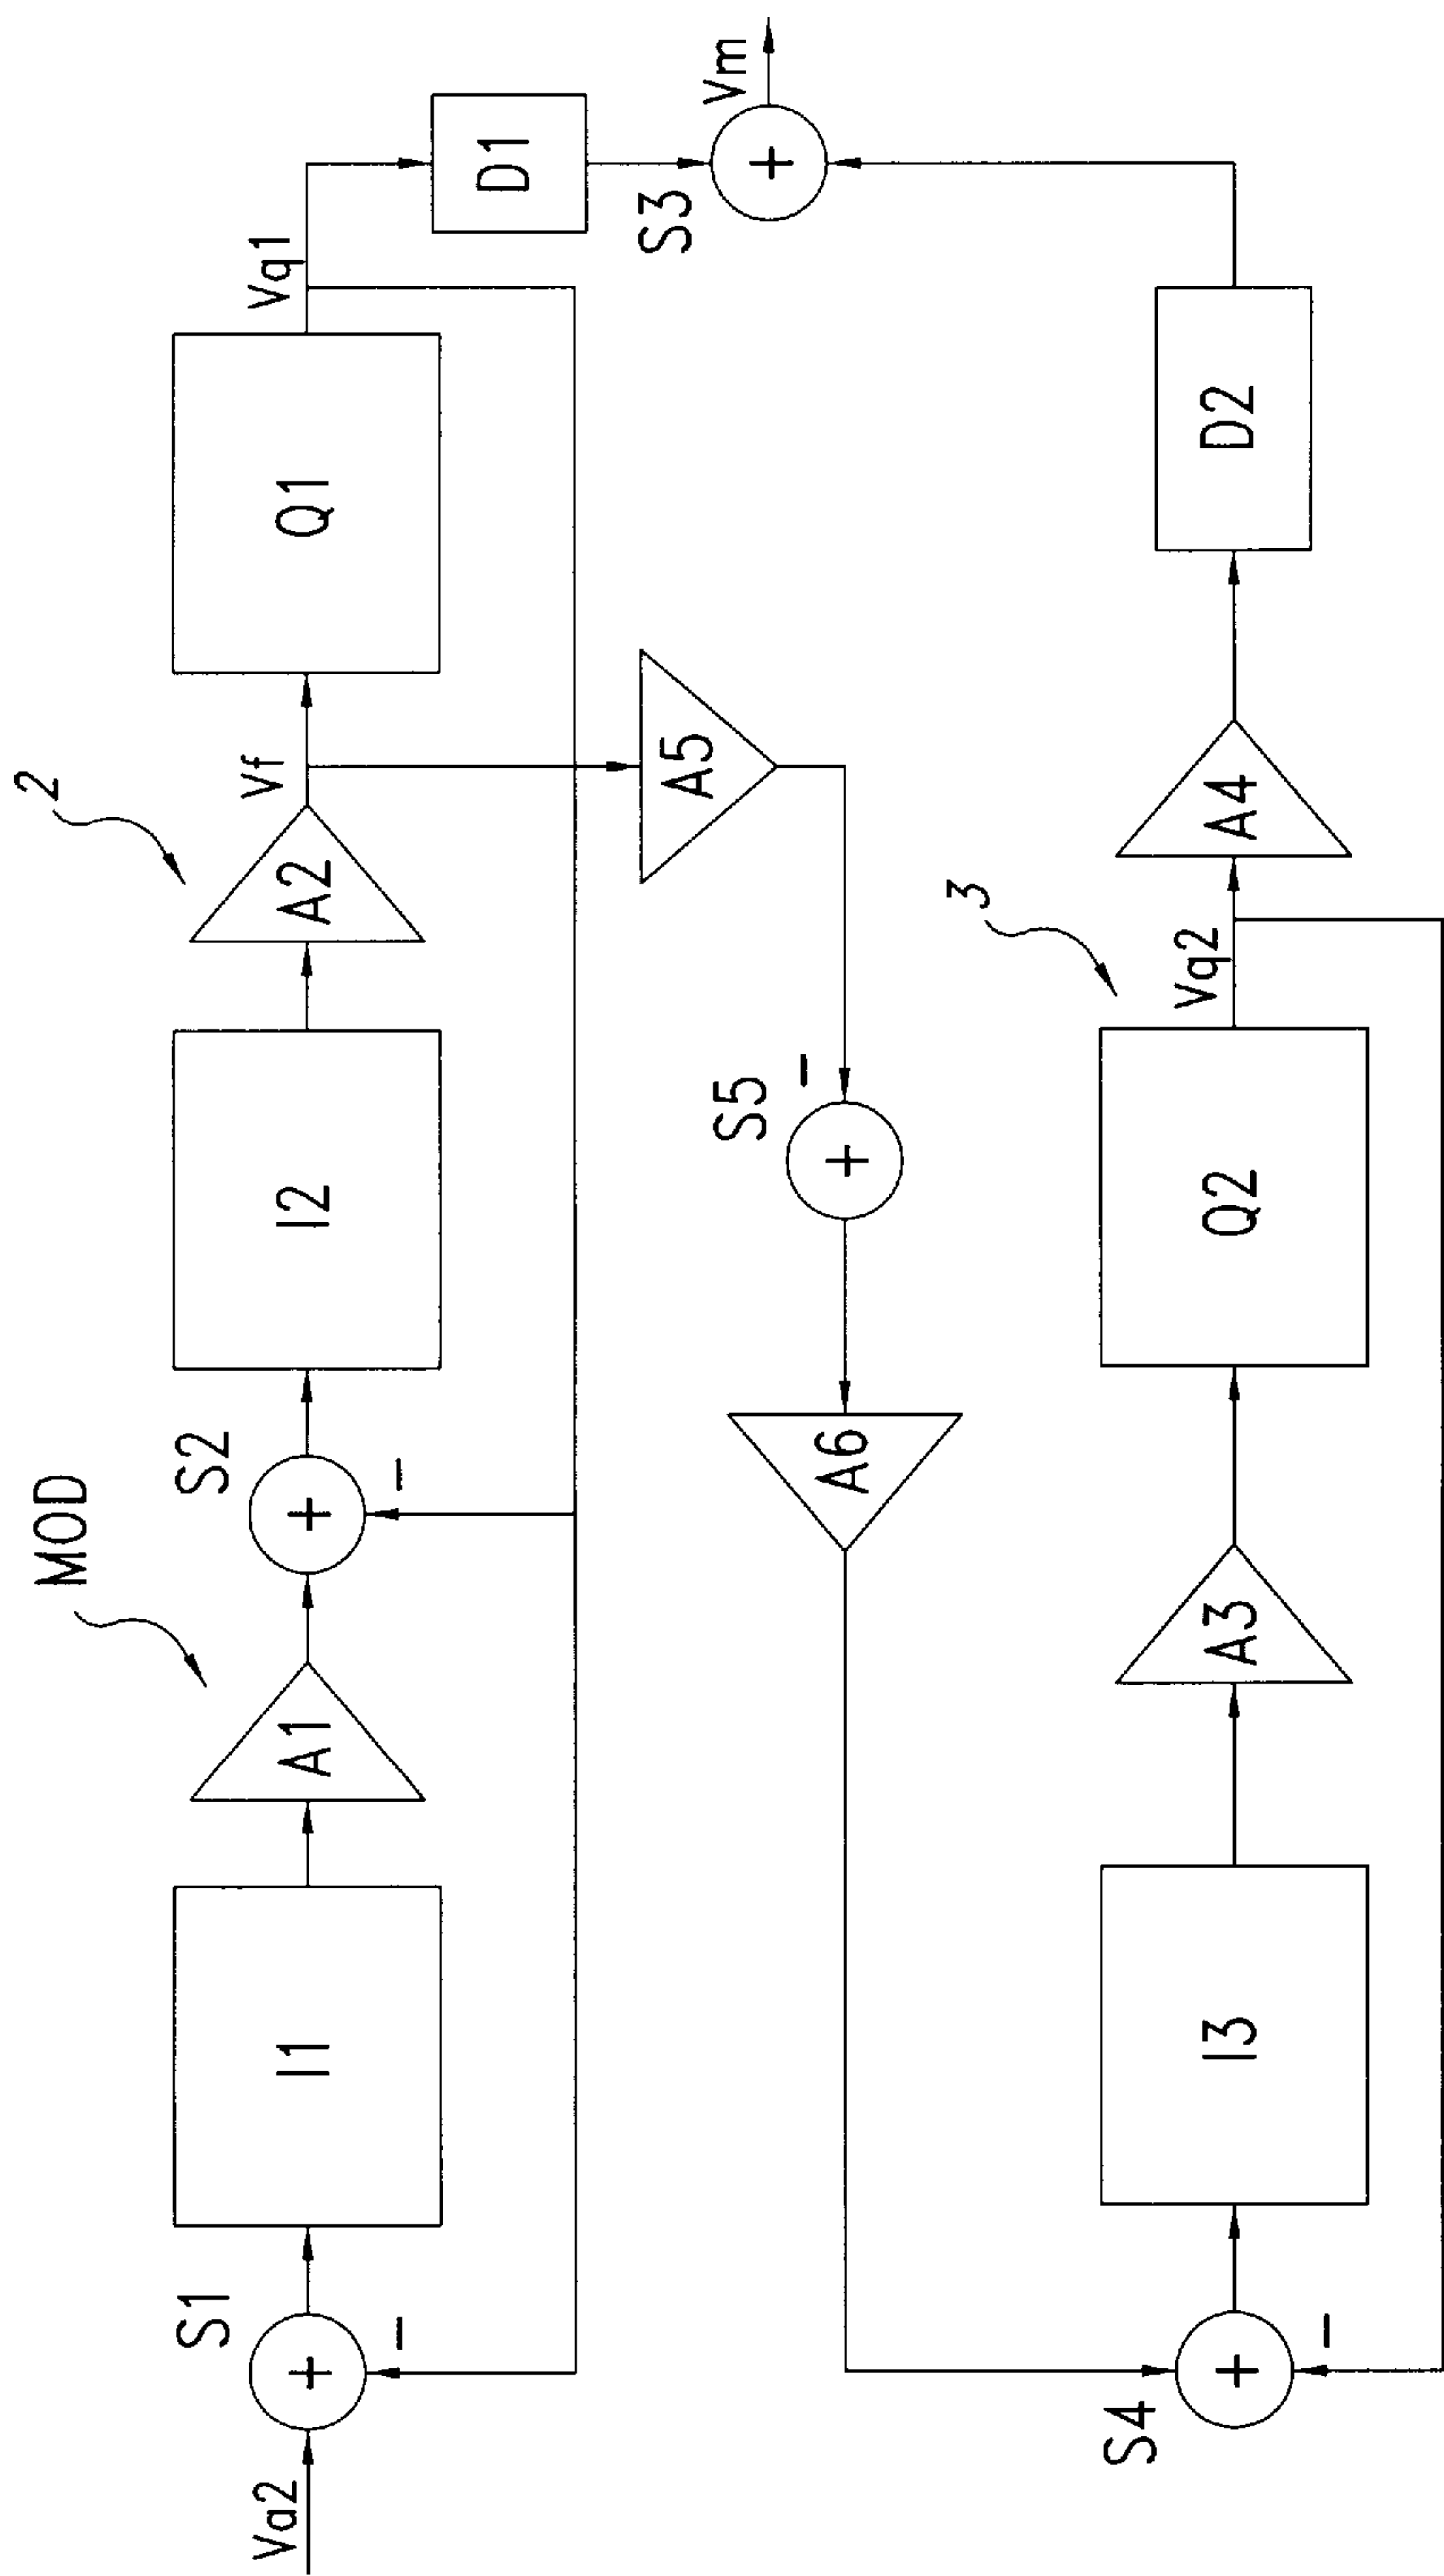 MOD
2
Va2
S1
I1
A1
S2
I2
A2
Vf
Q1
Vq1
D1
S3
Vm
A5
S5
A6
3
S4
I3
A3
Q2
Vq2
A4
D2
+
-
+
-
+
-
+
+
-
+